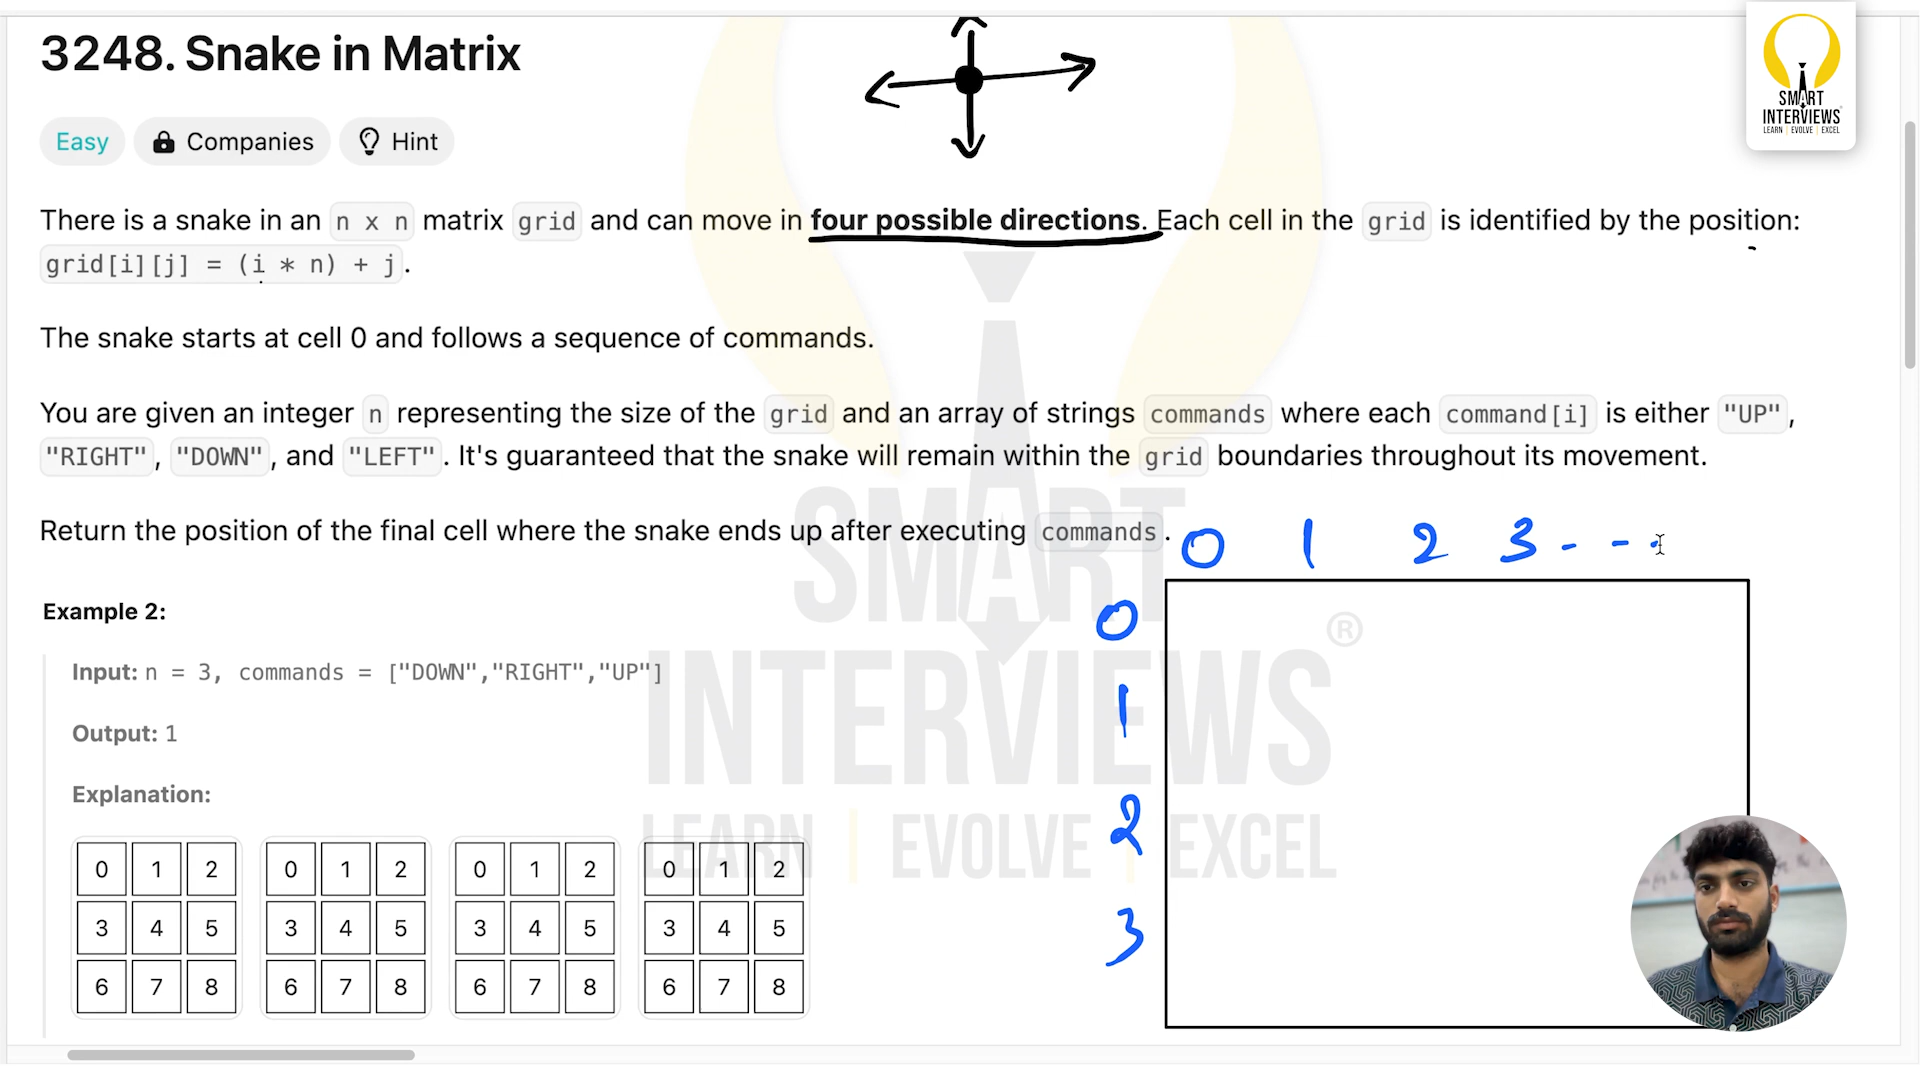 3248. Snake in Matrix
SMART
INTERVIEWS
LEARN | EVOLVE | EXCEL
Easy
Companies
Hint
There is a snake in an n x n matrix grid and can move in four possible directions. Each cell in the grid is identified by the position:
grid[i][j] = (i * n) + j.
The snake starts at cell 0 and follows a sequence of commands.
You are given an integer n representing the size of the grid and an array of strings commands where each command[i] is either "UP",
"RIGHT", "DOWN", and "LEFT". It's guaranteed that the snake will remain within the grid boundaries throughout its movement.
Return the position of the final cell where the snake ends up after executing commands.
0 1 2 3 - - -
0
1
2
3
Example 2:
Input: n = 3, commands = ["DOWN","RIGHT","UP"]
Output: 1
Explanation:
0 1 2 0 1 2 0 1 2 0 1 2
3 4 5 3 4 5 3 4 5 3 4 5
6 7 8 6 7 8 6 7 8 6 7 8
SMART
INTERVIEWS ®
LEARN | EVOLVE | EXCEL